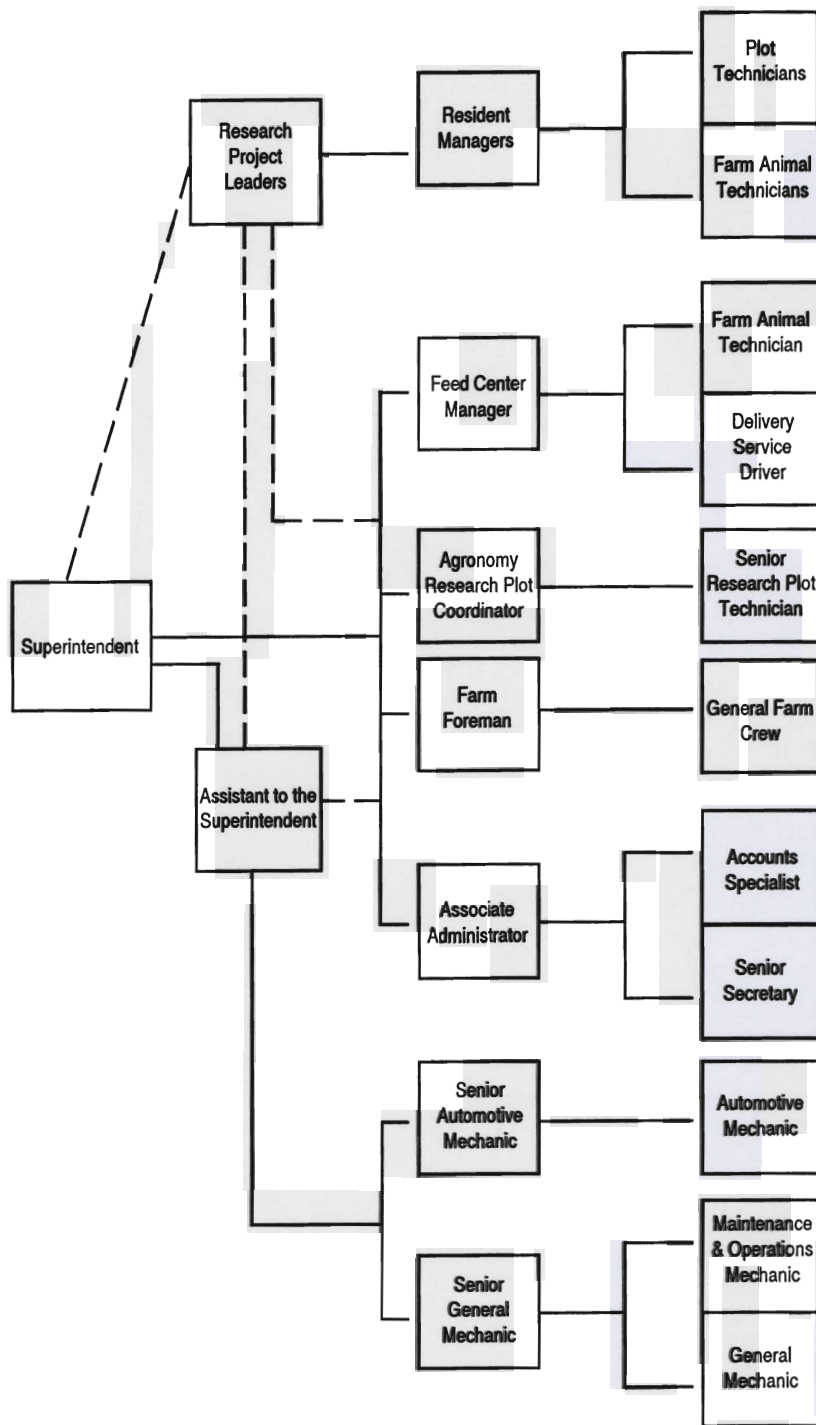 Plot
Technicians
Research
Project
Leaders
Resident
Managers
Farm Animal
Technicians
Farm Animal
Technician
Feed Center
Manager
Delivery
Service
Driver
Superintendent
Agronomy
Research Plot
Coordinator
Senior
Research Plot
Technician
Farm
Foreman
General Farm
Crew
Assistant to the
Superintendent
Accounts
Specialist
Associate
Administrator
Senior
Secretary
Senior
Automotive
Mechanic
Automotive
Mechanic
Maintenance
& Operations
Mechanic
Senior
General
Mechanic
General
Mechanic